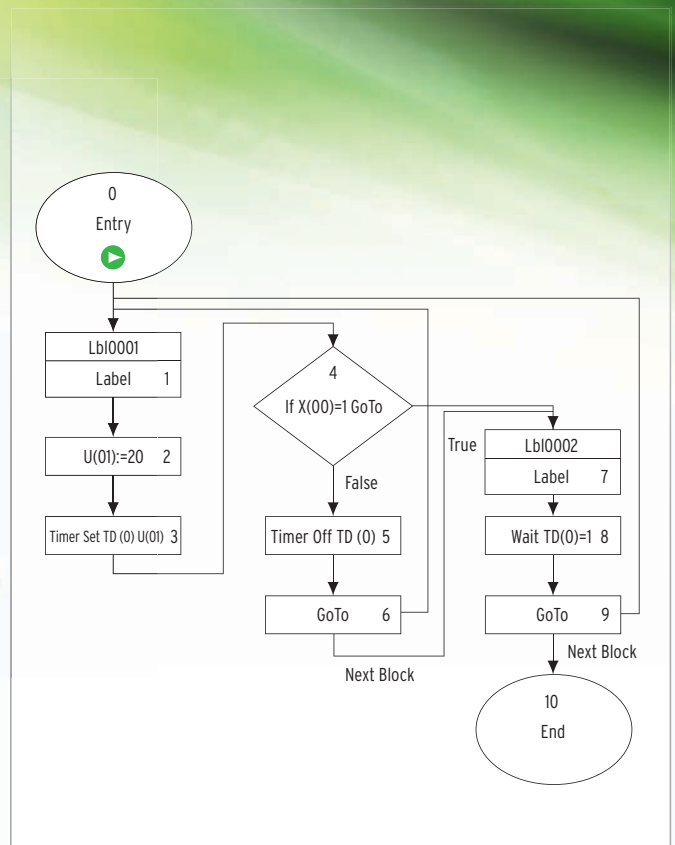 0
Entry
Lbl0001
Label 1
U(01):=20 2
Timer Set TD (0) U(01) 3
4
If X(00)=1 GoTo
False
Timer Off TD (0) 5
GoTo 6
Next Block
True
Lbl0002
Label 7
Wait TD(0)=1 8
GoTo 9
Next Block
10
End